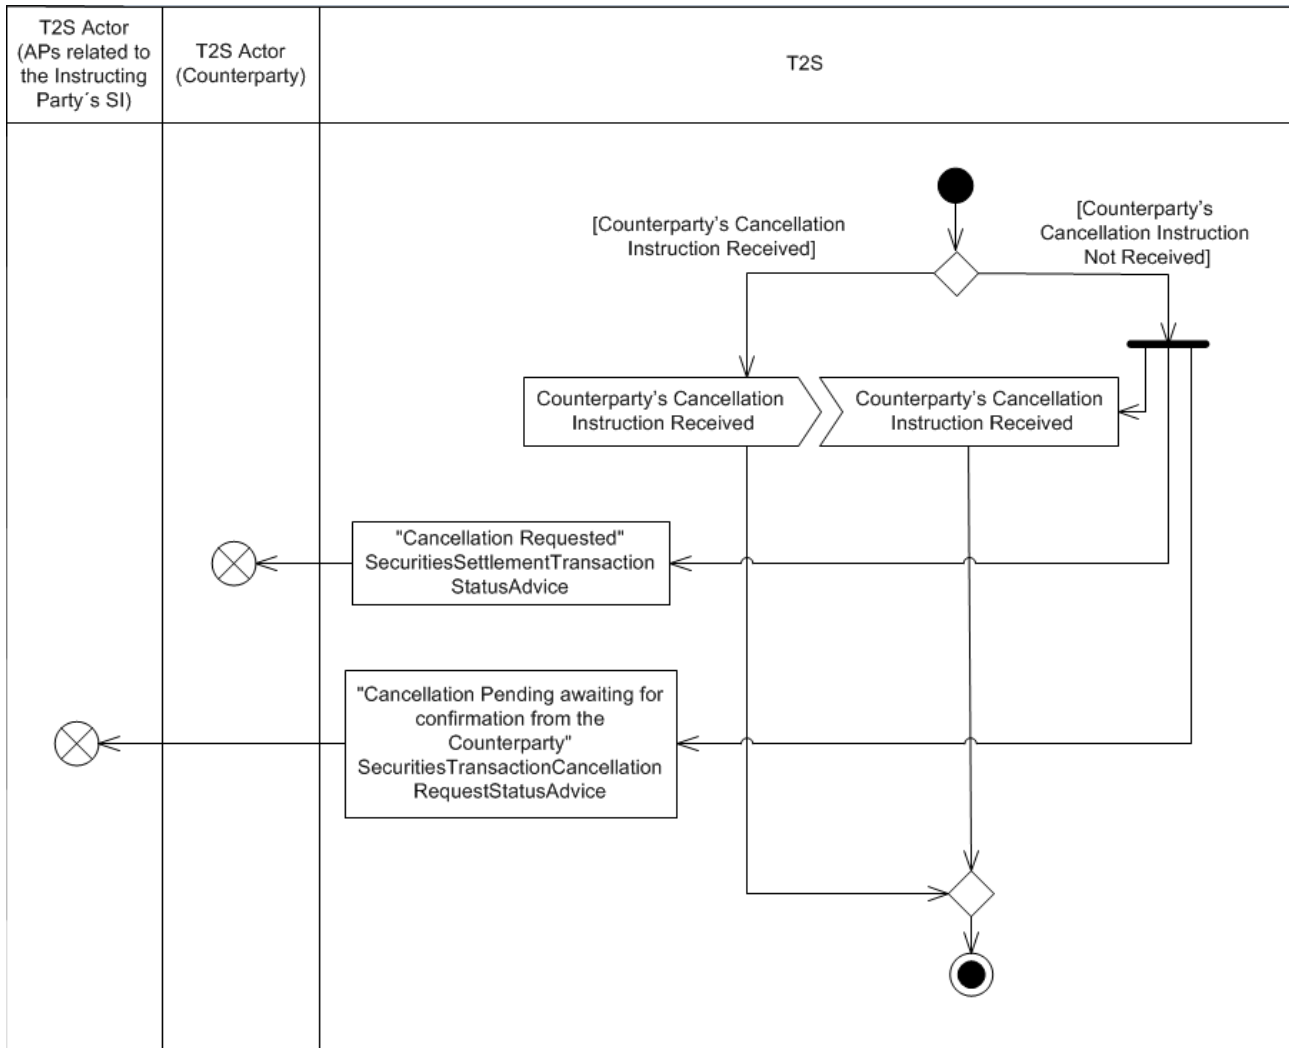 T2S Actor
(APs related to
the Instructing
Party´s SI)
T2S Actor
(Counterparty)
T2S
[Counterparty’s Cancellation
Instruction Received]
[Counterparty’s
Cancellation Instruction
Not Received]
Counterparty’s Cancellation
Instruction Received
Counterparty’s Cancellation
Instruction Received
"Cancellation Requested"
SecuritiesSettlementTransaction
StatusAdvice
"Cancellation Pending awaiting for
confirmation from the
Counterparty"
SecuritiesTransactionCancellation
RequestStatusAdvice